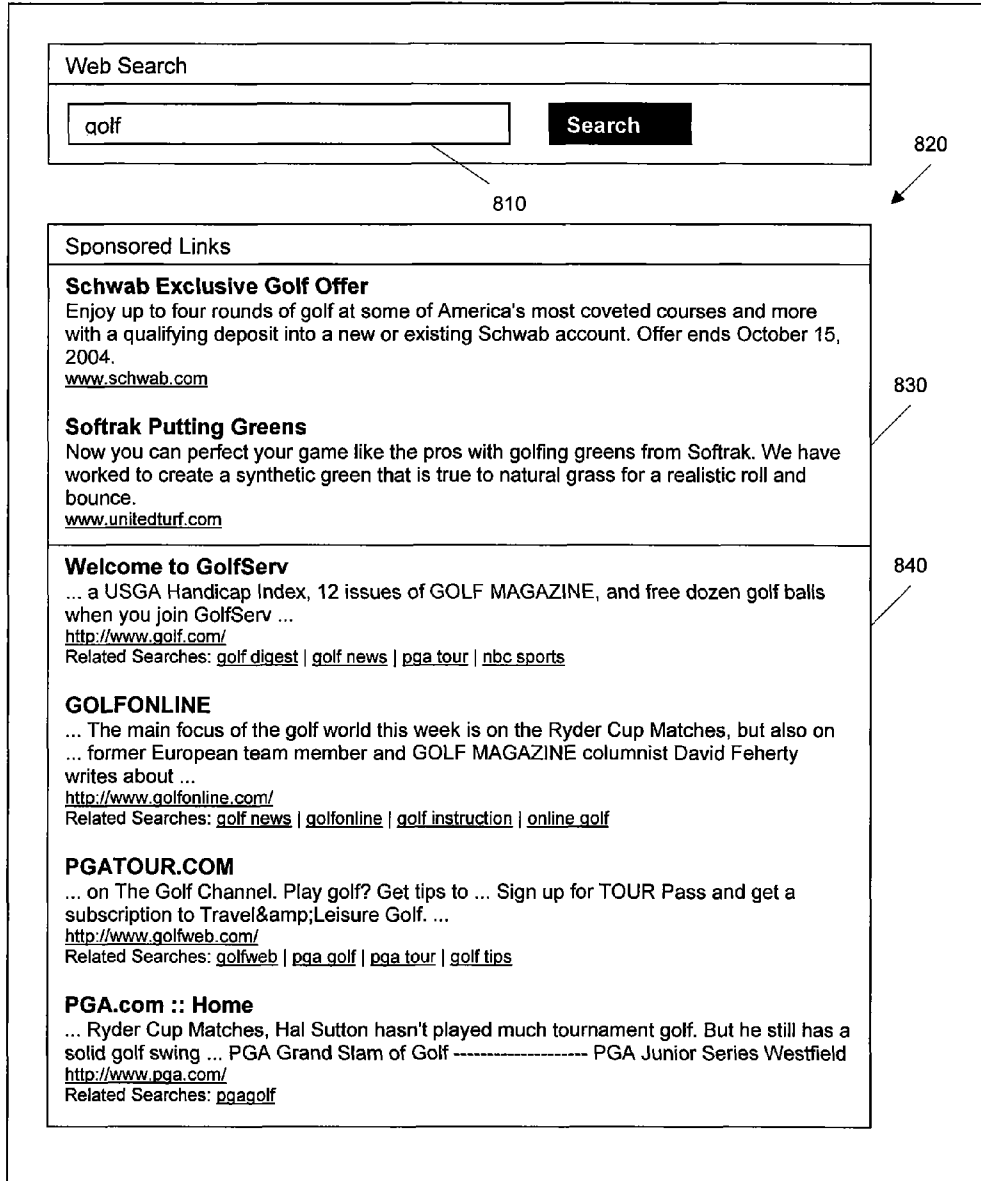 Web Search
golf
Search
820
810
Sponsored Links
Schwab Exclusive Golf Offer
Enjoy up to four rounds of golf at some of America's most coveted courses and more
with a qualifying deposit into a new or existing Schwab account. Offer ends October 15,
2004.
www.schwab.com
830
Softrak Putting Greens
Now you can perfect your game like the pros with golfing greens from Softrak. We have
worked to create a synthetic green that is true to natural grass for a realistic roll and
bounce.
www.unitedturf.com
840
Welcome to GolfServ
... a USGA Handicap Index, 12 issues of GOLF MAGAZINE, and free dozen golf balls
when you join GolfServ ...
http://www.golf.com/
Related Searches: golf digest | golf news | pga tour | nbc sports
GOLFONLINE
... The main focus of the golf world this week is on the Ryder Cup Matches, but also on
... former European team member and GOLF MAGAZINE columnist David Feherty
writes about ...
http://www.golfonline.com/
Related Searches: golf news | golfonline | golf instruction | online golf
PGATOUR.COM
... on The Golf Channel. Play golf? Get tips to ... Sign up for TOUR Pass and get a
subscription to Travel&amp;Leisure Golf. ...
http://www.golfweb.com/
Related Searches: golfweb | pga golf | pga tour | golf tips
PGA.com :: Home
... Ryder Cup Matches, Hal Sutton hasn't played much tournament golf. But he still has a
solid golf swing ... PGA Grand Slam of Golf -------------------- PGA Junior Series Westfield
http://www.pga.com/
Related Searches: pgagolf